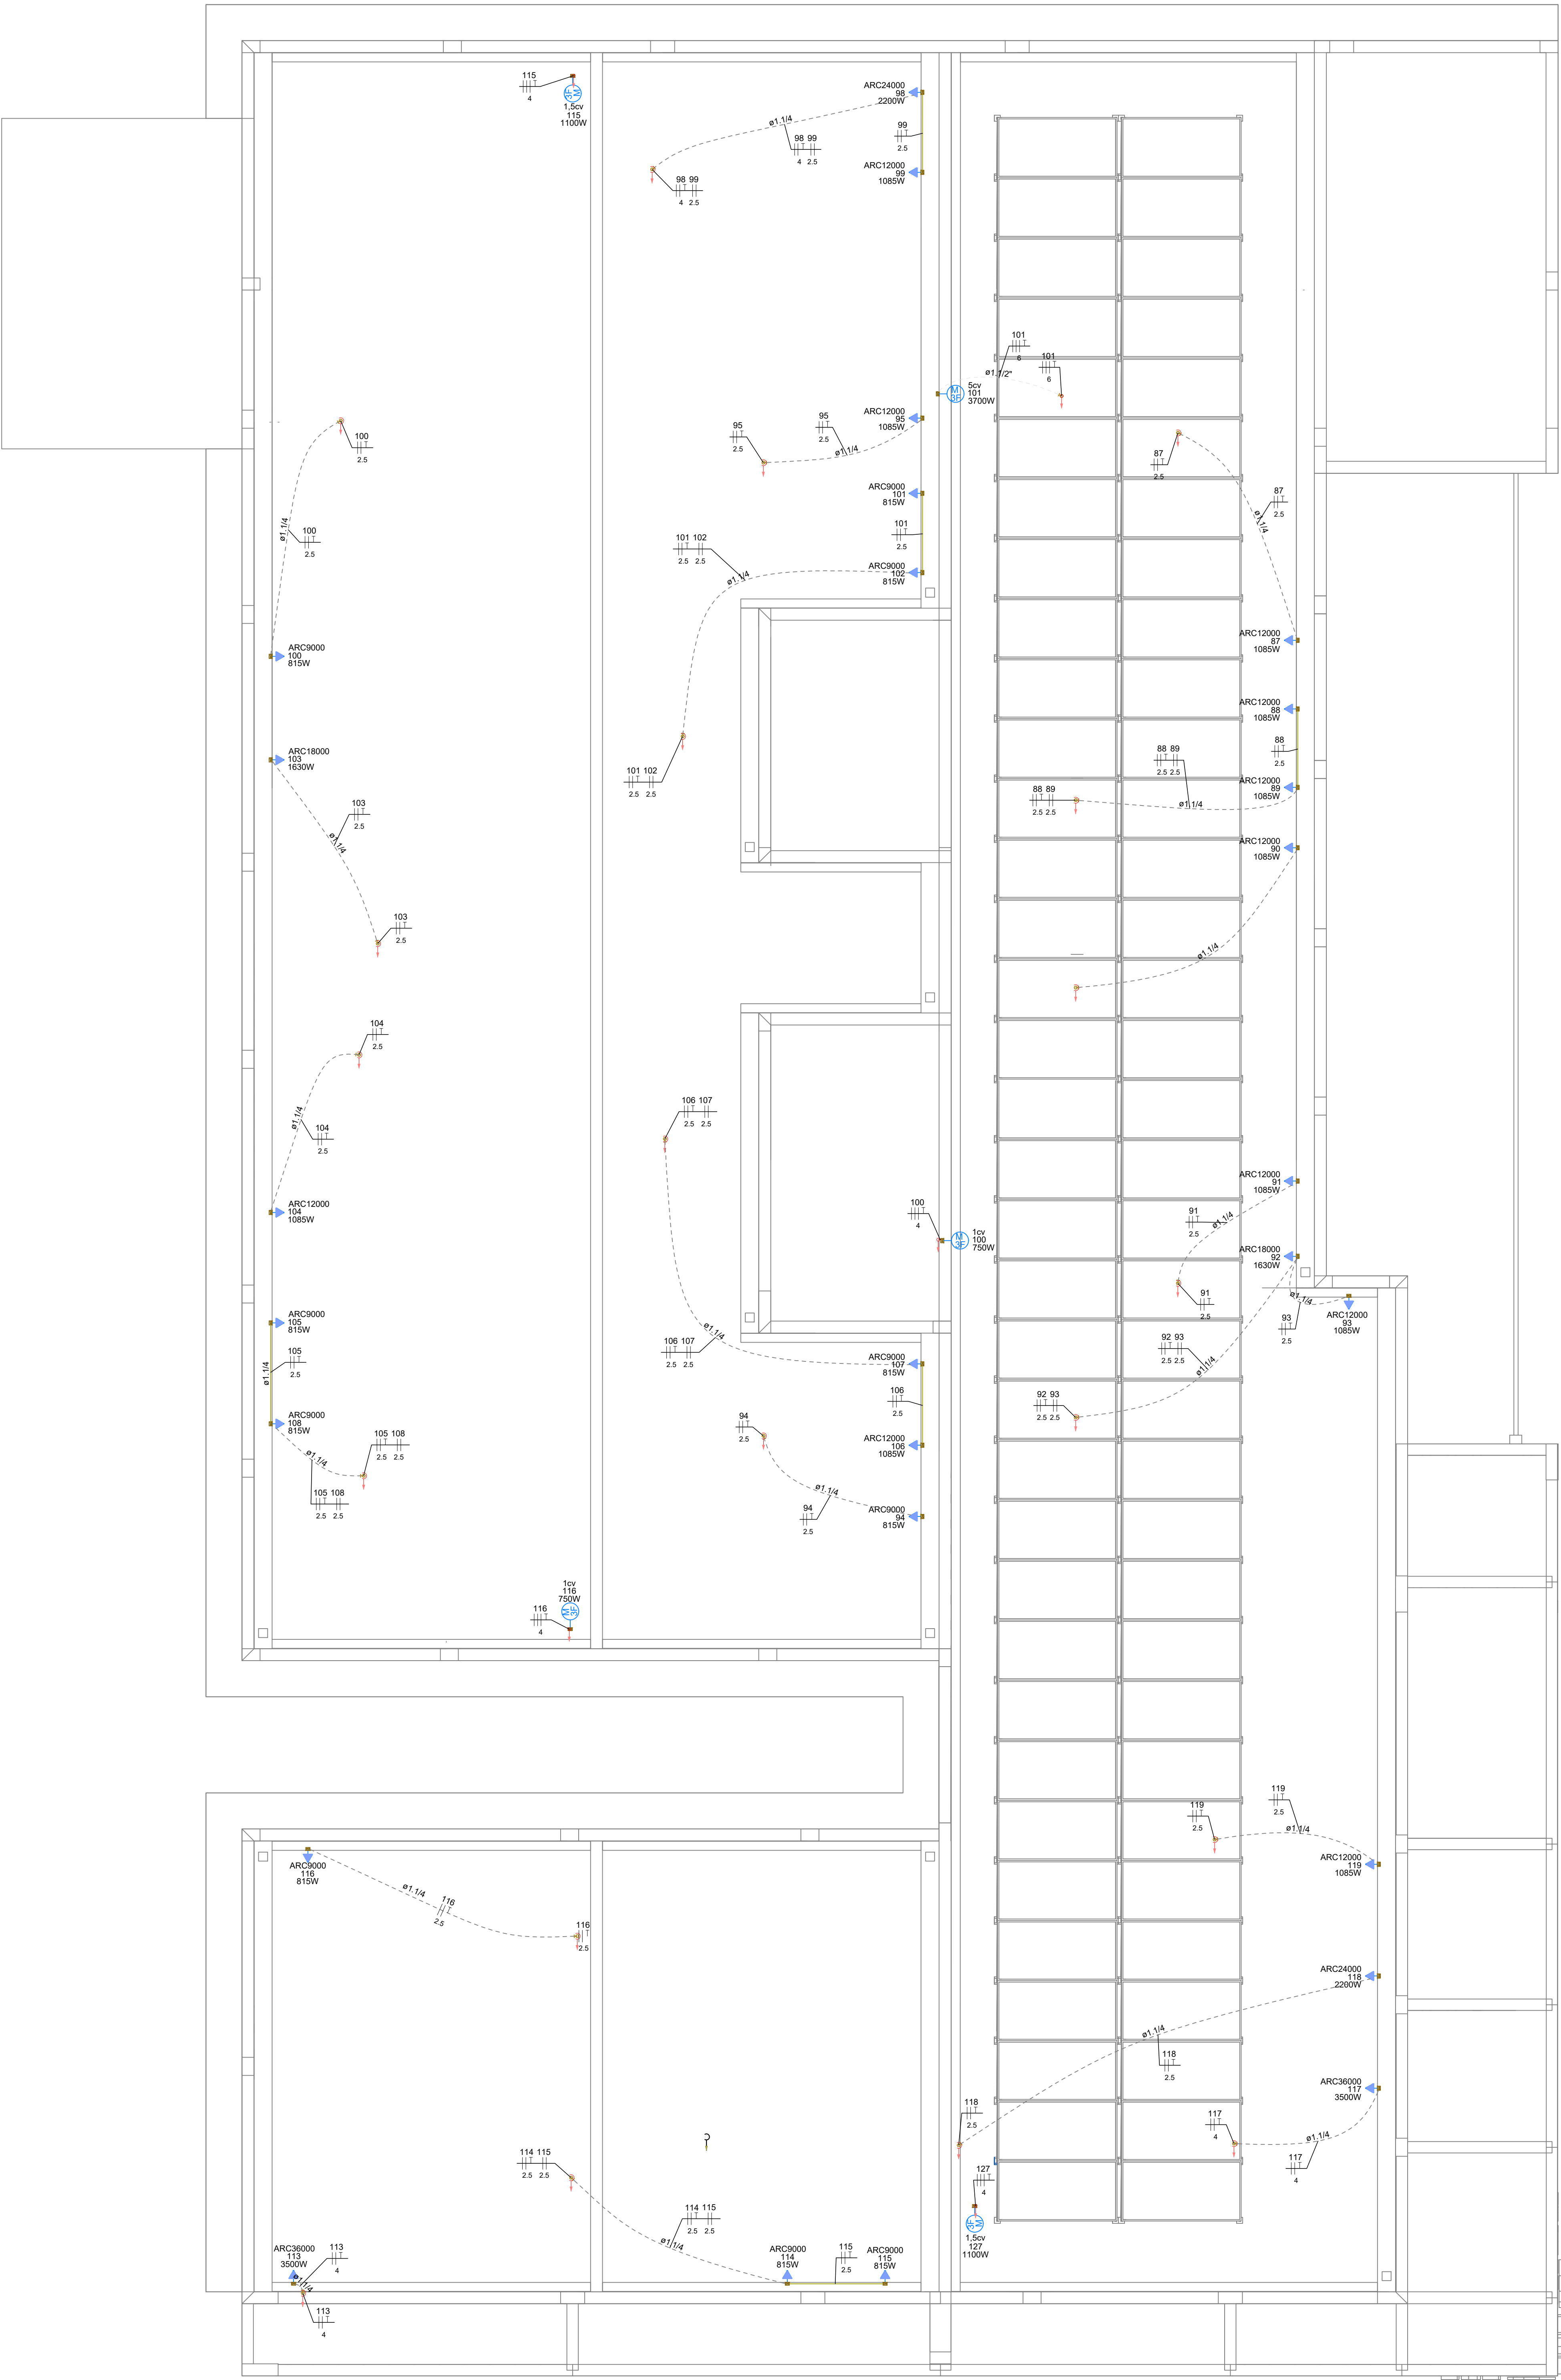 115
4
1,5cv
115
1100W
ARC24000
98
2200W
ø1.1/4
98 99
4 2.5
99
2.5
ARC12000
99
1085W
98 99
4 2.5
101
6
ø1.1/2"
101
6
5cv
101
3700W
ARC12000
95
1085W
95
2.5
95
2.5
ø1.1/4
100
2.5
ø1.1/4
100
2.5
87
2.5
87
2.5
ø1.1/4
ARC9000
101
815W
101
2.5
101 102
2.5 2.5
ø1.1/4
ARC9000
102
815W
ARC9000
100
815W
ARC12000
87
1085W
ARC12000
88
1085W
88
2.5
88 89
2.5 2.5
ARC18000
103
1630W
101 102
2.5 2.5
88 89
2.5 2.5
ø1.1/4
ARC12000
89
1085W
103
2.5
ø1.1/4
ARC12000
90
1085W
103
2.5
ø1.1/4
104
2.5
ø1.1/4
104
2.5
106 107
2.5 2.5
ARC12000
104
1085W
100
4
1cv
100
750W
ARC12000
91
1085W
91
2.5
ø1.1/4
ARC18000
92
1630W
91
2.5
ø1.1/4
93
2.5
ARC12000
93
1085W
ARC9000
105
815W
ø1.1/4
105
2.5
ø1.1/4
106 107
2.5 2.5
ARC9000
107
815W
92 93
2.5 2.5
ø1.1/4
106
2.5
92 93
2.5 2.5
ARC9000
108
815W
105 108
2.5 2.5
ø1.1/4
105 108
2.5 2.5
94
2.5
ARC12000
106
1085W
ø1.1/4
94
2.5
ARC9000
94
815W
1cv
116
750W
116
4
119
2.5
119
2.5
ø1.1/4
ARC12000
119
1085W
ARC9000
116
815W
ø1.1/4
116
2.5
116
2.5
ARC24000
118
2200W
ø1.1/4
118
2.5
ARC36000
117
3500W
118
2.5
117
4
ø1.1/4
117
4
127
4
1,5cv
127
1100W
114 115
2.5 2.5
114 115
2.5 2.5
ø1.1/4
ARC36000
113
3500W
113
4
ø1.1/4
113
4
ARC9000
114
815W
115
2.5
ARC9000
115
815W
3F
M
M
3F
M
3F
M
3F
3F
M